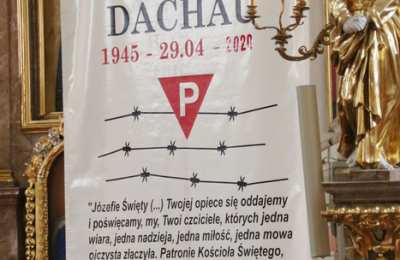 DACHAU
1945 - 29.04 - 2020
P
"Józefie Święty (...) Twojej opiece się oddajemy
i poświęcamy, my, Twoi czciciele, których jedna
wiara, jedna nadzieja, jedna miłość, jedna mowa
ojczysta złączyła. Patronie Kościoła Świętego,